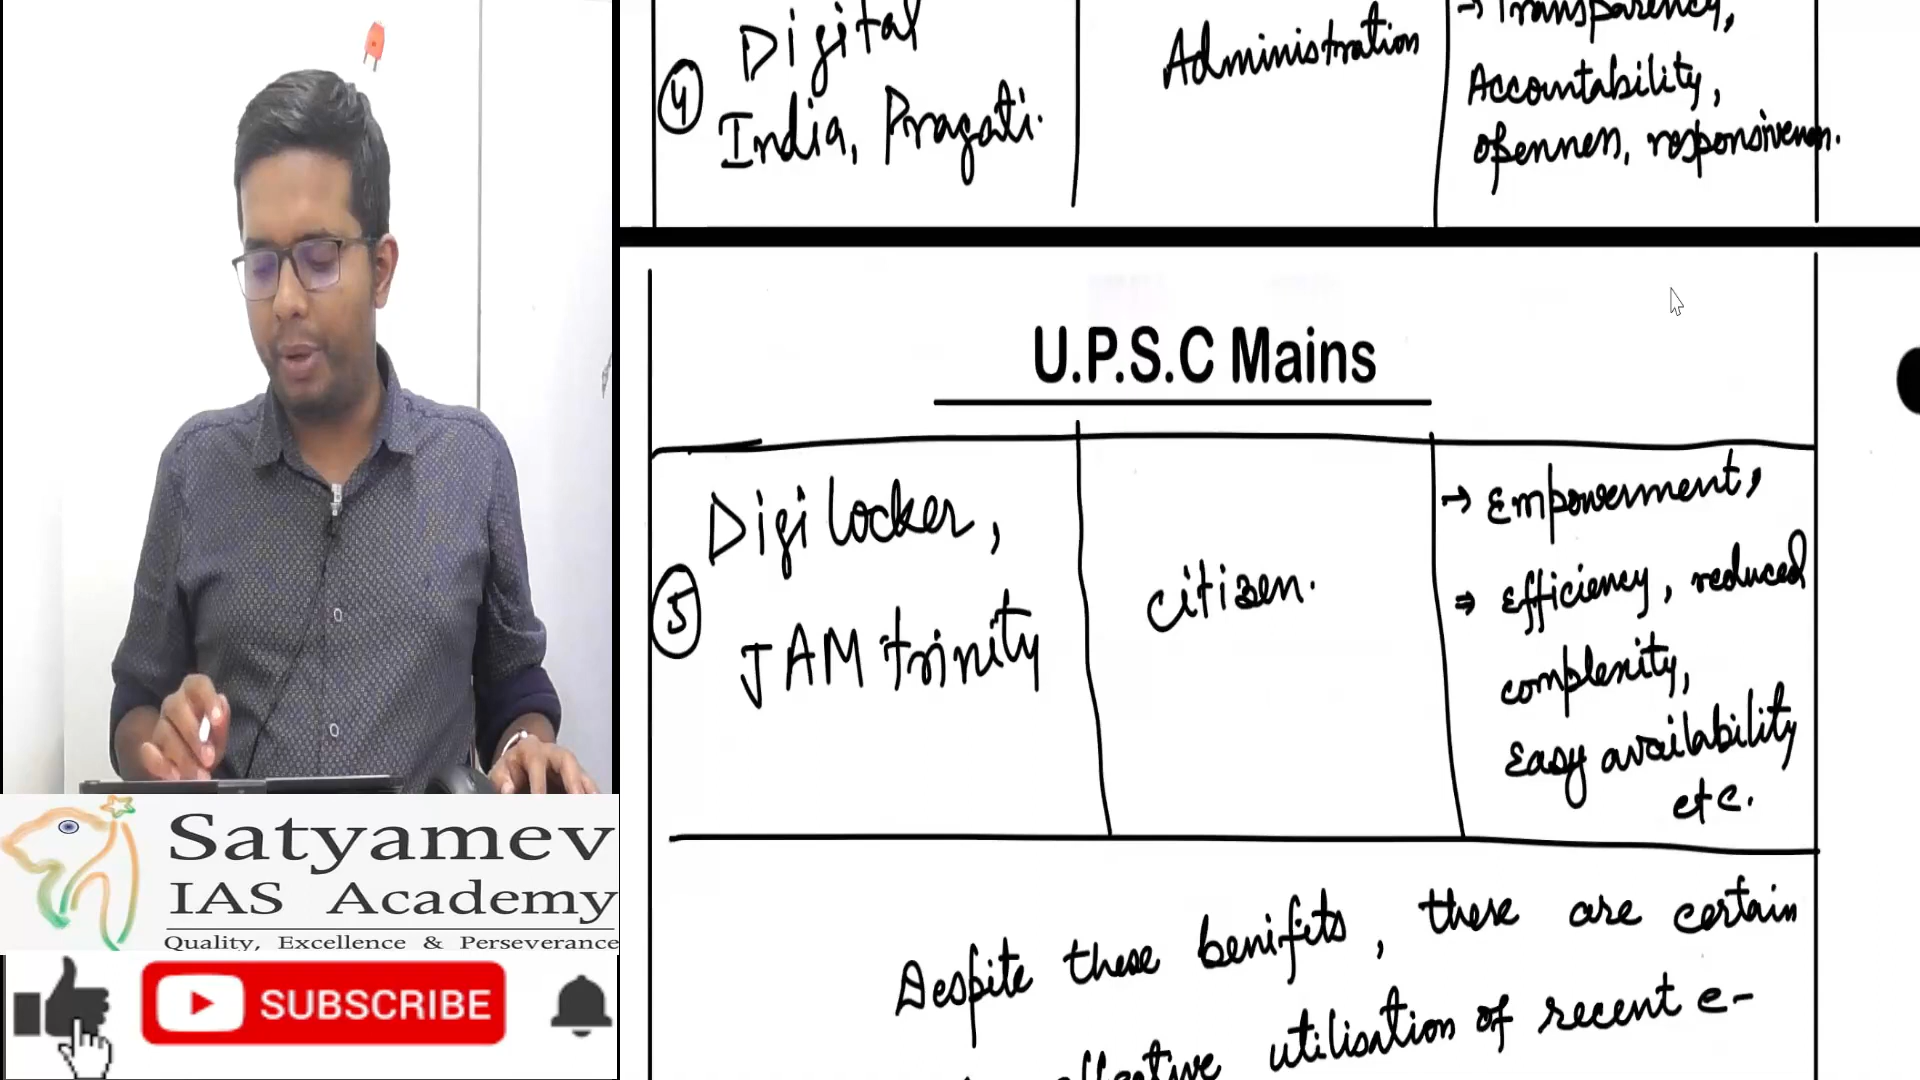 Digital
Administration
→ Transparency,
④
India, Pragati.
Accountability,
openness, responsiveness.
U.P.S.C Mains
Digi locker,
⑤
JAM trinity
citizen.
→ Empowerment,
⇒ Efficiency, reduced
complexity,
Easy availability
etc.
Despite these benifits, there are certain
effective utilisation of recent e-
Satyamev
IAS Academy
Quality, Excellence & Perseverance
SUBSCRIBE